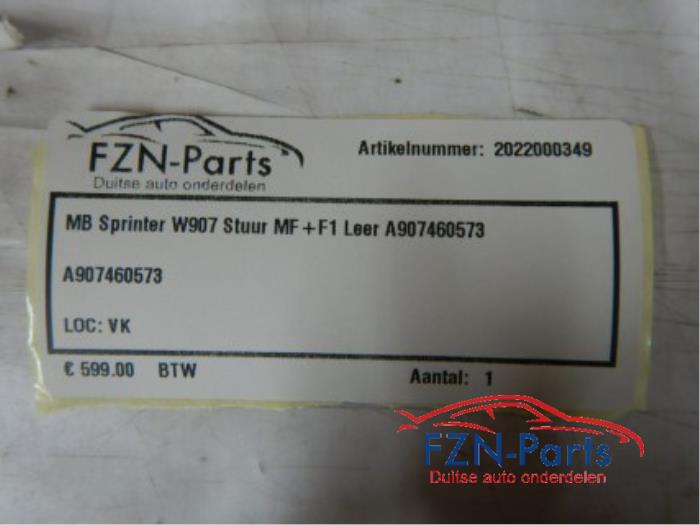 FZN-Parts
Duitse auto onderdelen
Artikelnummer: 2022000349
MB Sprinter W907 Stuur MF+F1 Leer A907460573
A907460573
LOC: VK
€ 599.00 BTW
Aantal: 1
FZN-Parts
Duitse auto onderdelen